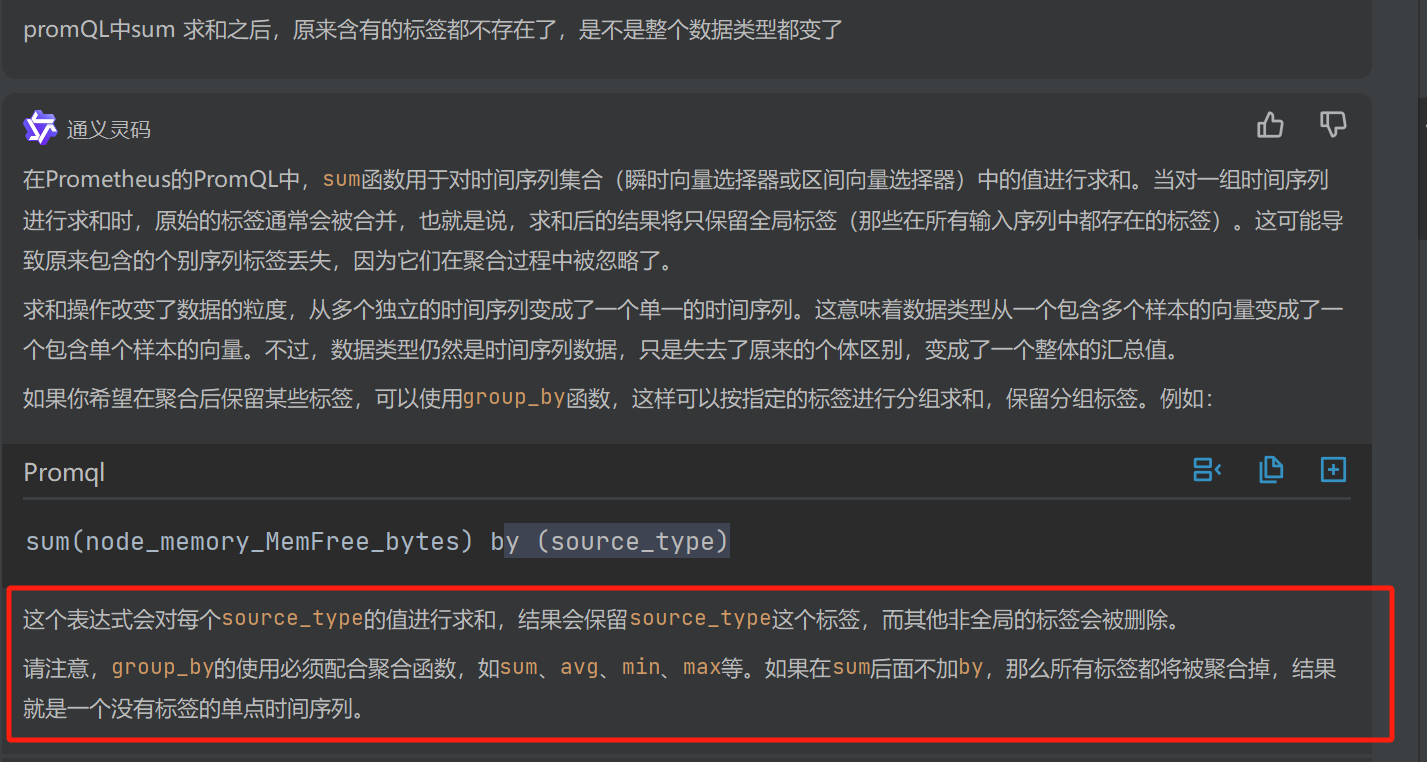 promQL中sum 求和之后，原来含有的标签都不存在了，是不是整个数据类型都变了
通义灵码
在Prometheus的PromQL中，sum函数用于对时间序列集合（瞬时向量选择器或区间向量选择器）中的值进行求和。当对一组时间序列
进行求和时，原始的标签通常会被合并，也就是说，求和后的结果将只保留全局标签（那些在所有输入序列中都存在的标签）。这可能导
致原来包含的个别序列标签丢失，因为它们在聚合过程中被忽略了。
求和操作改变了数据的粒度，从多个独立的时间序列变成了一个单一的时间序列。这意味着数据类型从一个包含多个样本的向量变成了一
个包含单个样本的向量。不过，数据类型仍然是时间序列数据，只是失去了原来的个体区别，变成了一个整体的汇总值。
如果你希望在聚合后保留某些标签，可以使用group_by函数，这样可以按指定的标签进行分组求和，保留分组标签。例如：
Promql
sum(node_memory_MemFree_bytes) by (source_type)
这个表达式会对每个source_type的值进行求和，结果会保留source_type这个标签，而其他非全局的标签会被删除。
请注意，group_by的使用必须配合聚合函数，如sum、avg、min、max等。如果在sum后面不加by，那么所有标签都将被聚合掉，结果
就是一个没有标签的单点时间序列。